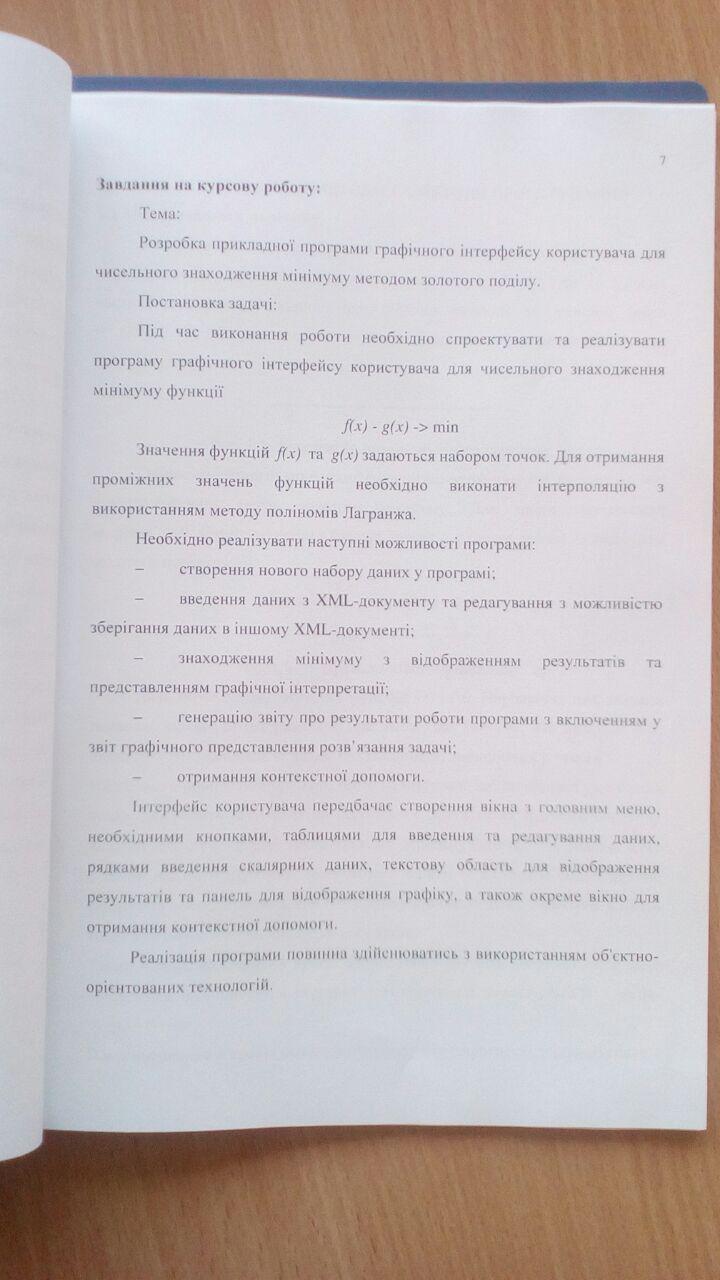 7
Завдання на курсову роботу:
Тема:
Розробка прикладної програми графічного інтерфейсу користувача для
чисельного знаходження мінімуму методом золотого поділу.
Постановка задачі:
Під час виконання роботи необхідно спроектувати та реалізувати
програму графічного інтерфейсу користувача для чисельного знаходження
мінімуму функції
f(x) - g(x) -> min
Значення функцій f(x) та g(x) задаються набором точок. Для отримання
проміжних значень функцій необхідно виконати інтерполяцію з
використанням методу поліномів Лагранжа.
Необхідно реалізувати наступні можливості програми:
– створення нового набору даних у програмі;
– введення даних з XML-документу та редагування з можливістю
зберігання даних в іншому XML-документі;
– знаходження мінімуму з відображенням результатів та
представленням графічної інтерпретації;
– генерацію звіту про результати роботи програми з включенням у
звіт графічного представлення розв'язання задачі;
– отримання контекстної допомоги.
Інтерфейс користувача передбачає створення вікна з головним меню,
необхідними кнопками, таблицями для введення та редагування даних,
рядками введення скалярних даних, текстову область для відображення
результатів та панель для відображення графіку, а також окреме вікно для
отримання контекстної допомоги.
Реалізація програми повинна здійснюватись з використанням об'єктно-
орієнтованих технологій.